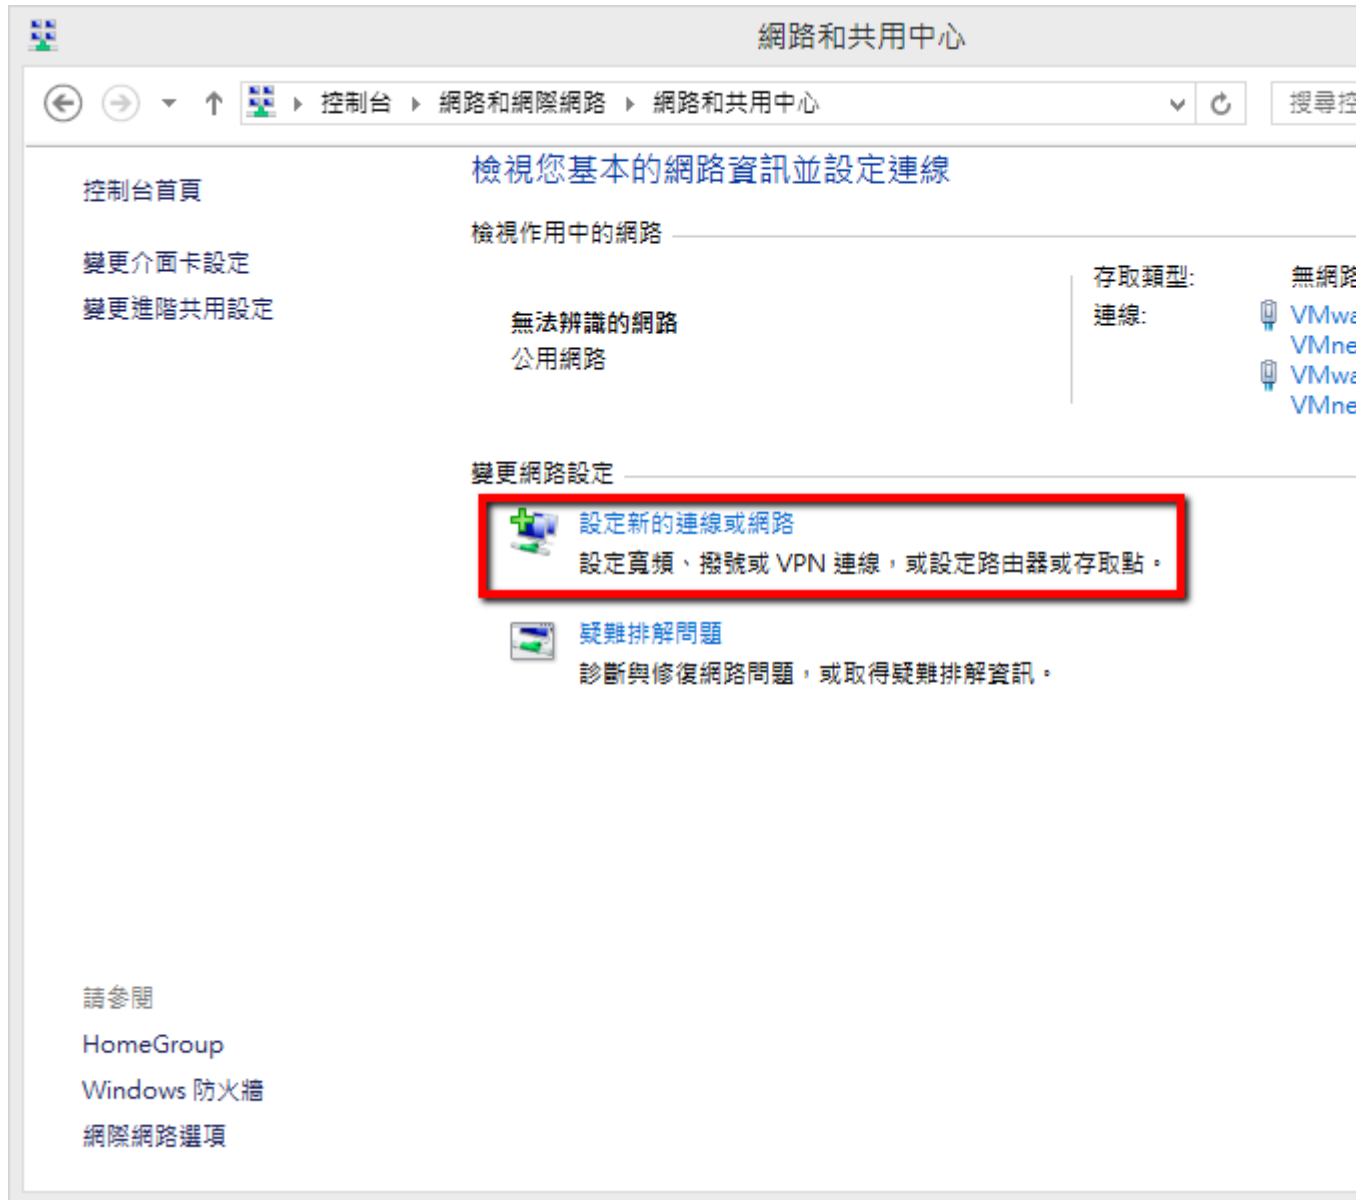 網路和共用中心
控制台 網路和網際網路 網路和共用中心
搜尋控
控制台首頁
變更介面卡設定
變更進階共用設定
檢視您基本的網路資訊並設定連線
檢視作用中的網路
無法辨識的網路
公用網路
存取類型: 無網路
連線: VMwa
VMne
VMwa
VMne
變更網路設定
設定新的連線或網路
設定寬頻、撥號或 VPN 連線，或設定路由器或存取點。
疑難排解問題
診斷與修復網路問題，或取得疑難排解資訊。
請參閱
HomeGroup
Windows 防火牆
網際網路選項